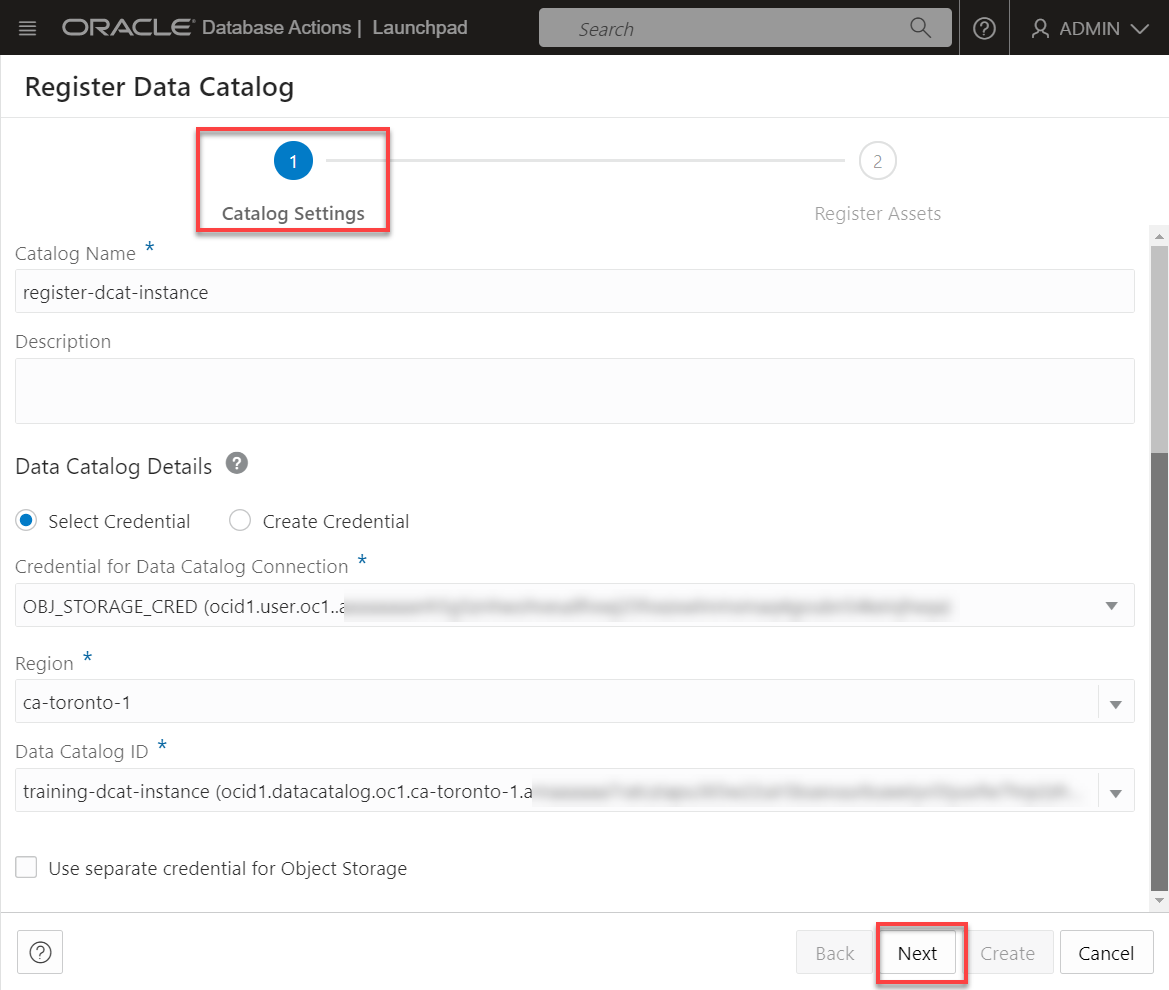 ORACLE Database Actions | Launchpad Search ADMIN
Register Data Catalog
1 2
Catalog Settings Register Assets
Catalog Name *
register-dcat-instance
Description
Data Catalog Details ?
Select Credential Create Credential
Credential for Data Catalog Connection *
OBJ_STORAGE_CRED (ocid1.user.oc1..a
Region *
ca-toronto-1
Data Catalog ID *
training-dcat-instance (ocid1.datacatalog.oc1.ca-toronto-1.a
Use separate credential for Object Storage
? Back Next Create Cancel